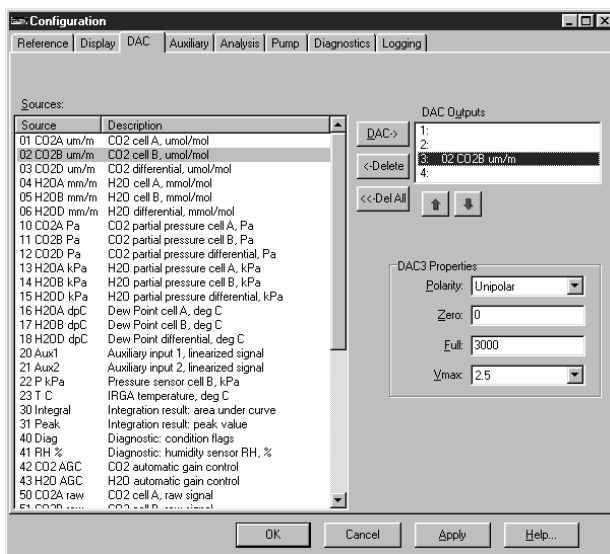 Configuration
Reference Display DAC Auxiliary Analysis Pump Diagnostics Logging
Sources:
Source Description
01 CO2A um/m CO2 cell A, umol/mol
02 CO2B um/m CO2 cell B, umol/mol
03 CO2D um/m CO2 differential, umol/mol
04 H2OA mm/m H2O cell A, mmol/mol
05 H2OB mm/m H2O cell B, mmol/mol
06 H2OD mm/m H2O differential, mmol/mol
10 CO2A Pa CO2 partial pressure cell A, Pa
11 CO2B Pa CO2 partial pressure cell B, Pa
12 CO2D Pa CO2 partial pressure differential, Pa
13 H2OA kPa H2O partial pressure cell A, kPa
14 H2OB kPa H2O partial pressure cell B, kPa
15 H2OD kPa H2O partial pressure differential, kPa
16 H2OA dpC Dew Point cell A, deg C
17 H2OB dpC Dew Point cell B, deg C
18 H2OD dpC Dew Point differential, deg C
20 Aux1 Auxiliary input 1, linearized signal
21 Aux2 Auxiliary input 2, linearized signal
22 P kPa Pressure sensor cell B, kPa
23 T C IRGA temperature, deg C
30 Integral Integration result: area under curve
31 Peak Integration result: peak value
40 Diag Diagnostic: condition flags
41 RH % Diagnostic: humidity sensor RH, %
42 CO2 AGC CO2 automatic gain control
43 H2O AGC H2O automatic gain control
50 CO2A raw CO2 cell A, raw signal
51 CO2B raw CO2 cell B, raw signal
DAC->
<-Delete
<<-Del All
DAC Outputs
1:
2:
3: 02 CO2B um/m
4:
DAC3 Properties
Polarity: Unipolar
Zero: 0
Full: 3000
Vmax: 2.5
OK Cancel Apply Help...